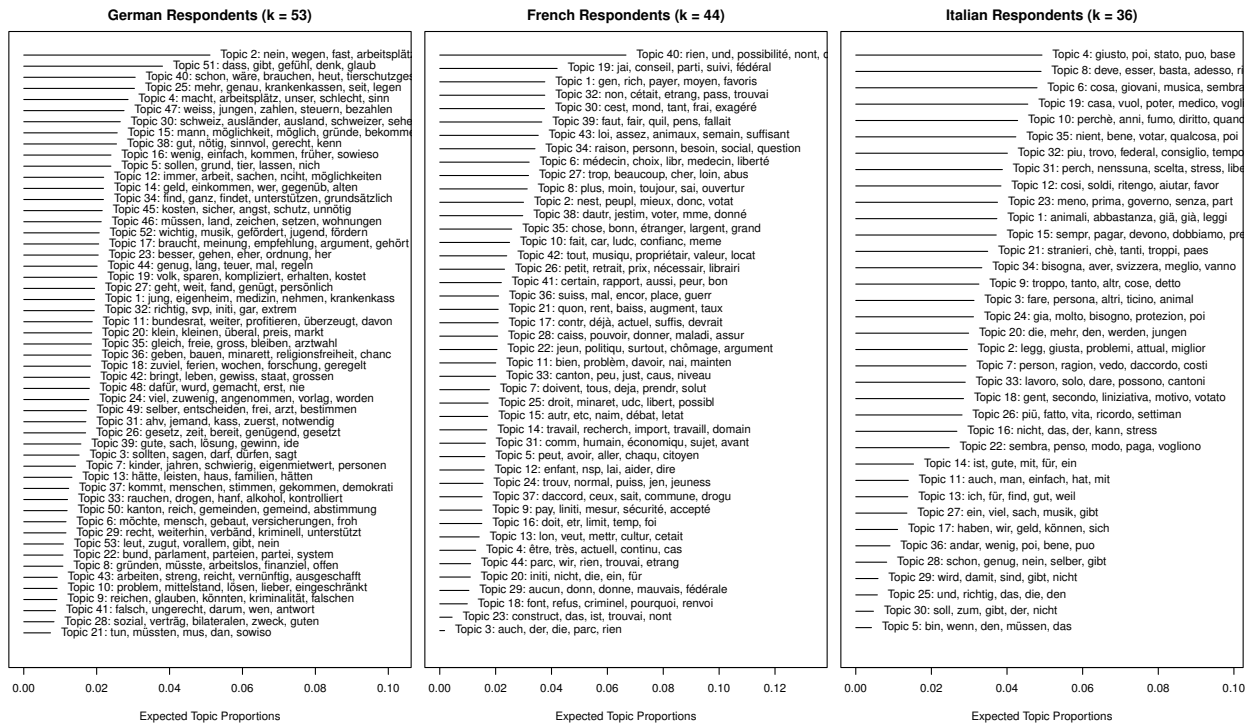 German Respondents (k = 53)
Topic 2: nein, wegen, fast, arbeitsplät
Topic 51: dass, gibt, gefühl, denk, glaub
Topic 40: schon, wäre, brauchen, heut, tierschutzges
Topic 25: mehr, genau, krankenkassen, seit, legen
Topic 4: macht, arbeitsplätz, unser, schlecht, sinn
Topic 47: weiss, jungen, zahlen, steuern, bezahlen
Topic 30: schweiz, ausländer, ausland, schweizer, sehe
Topic 15: mann, möglichkeit, möglich, gründe, bekomme
Topic 38: gut, nötig, sinnvol, gerecht, kenn
Topic 16: wenig, einfach, kommen, früher, sowieso
Topic 5: sollen, grund, tier, lassen, nich
Topic 12: immer, arbeit, sachen, nciht, möglichkeiten
Topic 14: geld, einkommen, wer, gegenüb, alten
Topic 34: find, ganz, findet, unterstützen, grundsätzlich
Topic 45: kosten, sicher, angst, schutz, unnötig
Topic 46: müssen, land, zeichen, setzen, wohnungen
Topic 52: wichtig, musik, gefördert, jugend, fördern
Topic 17: braucht, meinung, empfehlung, argument, gehört
Topic 23: besser, gehen, eher, ordnung, her
Topic 44: genug, lang, teuer, mal, regeln
Topic 19: volk, sparen, kompliziert, erhalten, kostet
Topic 27: geht, weit, fand, genügt, persönlich
Topic 1: jung, eigenheim, medizin, nehmen, krankenkass
Topic 32: richtig, svp, initi, gar, extrem
Topic 11: bundesrat, weiter, profitieren, überzeugt, davon
Topic 20: klein, kleinen, überal, preis, markt
Topic 35: gleich, freie, gross, bleiben, arztwahl
Topic 36: geben, bauen, minarett, religionsfreiheit, chanc
Topic 18: zuviel, ferien, wochen, forschung, geregelt
Topic 42: bringt, leben, gewiss, staat, grossen
Topic 48: dafür, wurd, gemacht, erst, nie
Topic 24: viel, zuwenig, angenommen, vorlag, worden
Topic 49: selber, entscheiden, frei, arzt, bestimmen
Topic 31: ahv, jemand, kass, zuerst, notwendig
Topic 26: gesetz, zeit, bereit, genügend, gesetzt
Topic 39: gute, sach, lösung, gewinn, ide
Topic 3: sollten, sagen, darf, dürfen, sagt
Topic 7: kinder, jahren, schwierig, eigenmietwert, personen
Topic 13: hätte, leisten, haus, familien, hätten
Topic 37: kommt, menschen, stimmen, gekommen, demokrati
Topic 33: rauchen, drogen, hanf, alkohol, kontrolliert
Topic 50: kanton, reich, gemeinden, gemeind, abstimmung
Topic 6: möchte, mensch, gebaut, versicherungen, froh
Topic 29: recht, weiterhin, verbänd, kriminell, unterstützt
Topic 53: leut, zugut, vorallem, gibt, nein
Topic 22: bund, parlament, parteien, partei, system
Topic 8: gründen, müsste, arbeitslos, finanziel, offen
Topic 43: arbeiten, streng, reicht, vernünftig, ausgeschafft
Topic 10: problem, mittelstand, lösen, lieber, eingeschränkt
Topic 9: reichen, glauben, könnten, kriminalität, falschen
Topic 41: falsch, ungerecht, darum, wen, antwort
Topic 28: sozial, verträg, bilateralen, zweck, guten
Topic 21: tun, müssten, mus, dan, sowiso
0.00 0.02 0.04 0.06 0.08 0.10
Expected Topic Proportions
French Respondents (k = 44)
Topic 40: rien, und, possibilité, nont, c
Topic 19: jai, conseil, parti, suivi, fédéral
Topic 1: gen, rich, payer, moyen, favoris
Topic 32: non, cétait, etrang, pass, trouvai
Topic 30: cest, mond, tant, frai, exagéré
Topic 39: faut, fair, quil, pens, fallait
Topic 43: loi, assez, animaux, semain, suffisant
Topic 34: raison, personn, besoin, social, question
Topic 6: médecin, choix, libr, medecin, liberté
Topic 27: trop, beaucoup, cher, loin, abus
Topic 8: plus, moin, toujour, sai, ouvertur
Topic 2: nest, peupl, mieux, donc, votat
Topic 38: dautr, jestim, voter, mme, donné
Topic 35: chose, bonn, étranger, largent, grand
Topic 10: fait, car, ludc, confianc, meme
Topic 42: tout, musiqu, propriétair, valeur, locat
Topic 26: petit, retrait, prix, nécessair, librairi
Topic 41: certain, rapport, aussi, peur, bon
Topic 36: suiss, mal, encor, place, guerr
Topic 21: quon, rent, baiss, augment, taux
Topic 17: contr, déjà, actuel, suffis, devrait
Topic 28: caiss, pouvoir, donner, maladi, assur
Topic 22: jeun, politiqu, surtout, chômage, argument
Topic 11: bien, problèm, davoir, nai, mainten
Topic 33: canton, peu, just, caus, niveau
Topic 7: doivent, tous, deja, prendr, solut
Topic 25: droit, minaret, udc, libert, possibl
Topic 15: autr, etc, naim, débat, letat
Topic 14: travail, recherch, import, travaill, domain
Topic 31: comm, humain, économiqu, sujet, avant
Topic 5: peut, avoir, aller, chaqu, citoyen
Topic 12: enfant, nsp, lai, aider, dire
Topic 24: trouv, normal, puiss, jen, jeuness
Topic 37: daccord, ceux, sait, commune, drogu
Topic 9: pay, liniti, mesur, sécurité, accepté
Topic 16: doit, etr, limit, temp, foi
Topic 13: lon, veut, mettr, cultur, cetait
Topic 4: être, très, actuell, continu, cas
Topic 44: parc, wir, rien, trouvai, etrang
Topic 20: initi, nicht, die, ein, für
Topic 29: aucun, donn, donne, mauvais, fédérale
Topic 18: font, refus, criminel, pourquoi, renvoi
Topic 23: construct, das, ist, trouvai, nont
Topic 3: auch, der, die, parc, rien
0.00 0.02 0.04 0.06 0.08 0.10 0.12
Expected Topic Proportions
Italian Respondents (k = 36)
Topic 4: giusto, poi, stato, puo, base
Topic 8: deve, esser, basta, adesso, ri
Topic 6: cosa, giovani, musica, sembra
Topic 19: casa, vuol, poter, medico, vogli
Topic 10: perchè, anni, fumo, diritto, quand
Topic 35: nient, bene, votar, qualcosa, poi
Topic 32: piu, trovo, federal, consiglio, tempo
Topic 31: perch, nenssuna, scelta, stress, libe
Topic 12: cosi, soldi, ritengo, aiutar, favor
Topic 23: meno, prima, governo, senza, part
Topic 1: animali, abbastanza, già, già, leggi
Topic 15: sempr, pagar, devono, dobbiamo, pre
Topic 21: stranieri, chè, tanti, troppi, paes
Topic 34: bisogna, aver, svizzera, meglio, vanno
Topic 9: troppo, tanto, altr, cose, detto
Topic 3: fare, persona, altri, ticino, animal
Topic 24: gia, molto, bisogno, protezion, poi
Topic 20: die, mehr, den, werden, jungen
Topic 2: legg, giusta, problemi, attual, miglior
Topic 7: person, ragion, vedo, daccordo, costi
Topic 33: lavoro, solo, dare, possono, cantoni
Topic 18: gent, secondo, liniziativa, motivo, votato
Topic 26: più, fatto, vita, ricordo, settiman
Topic 16: nicht, das, der, kann, stress
Topic 22: sembra, penso, modo, paga, vogliono
Topic 14: ist, gute, mit, für, ein
Topic 11: auch, man, einfach, hat, mit
Topic 13: ich, für, find, gut, weil
Topic 27: ein, viel, sach, musik, gibt
Topic 17: haben, wir, geld, können, sich
Topic 36: andar, wenig, poi, bene, puo
Topic 28: schon, genug, nein, selber, gibt
Topic 29: wird, damit, sind, gibt, nicht
Topic 25: und, richtig, das, die, den
Topic 30: soll, zum, gibt, der, nicht
Topic 5: bin, wenn, den, müssen, das
0.00 0.02 0.04 0.06 0.08 0.10
Expected Topic Proportions